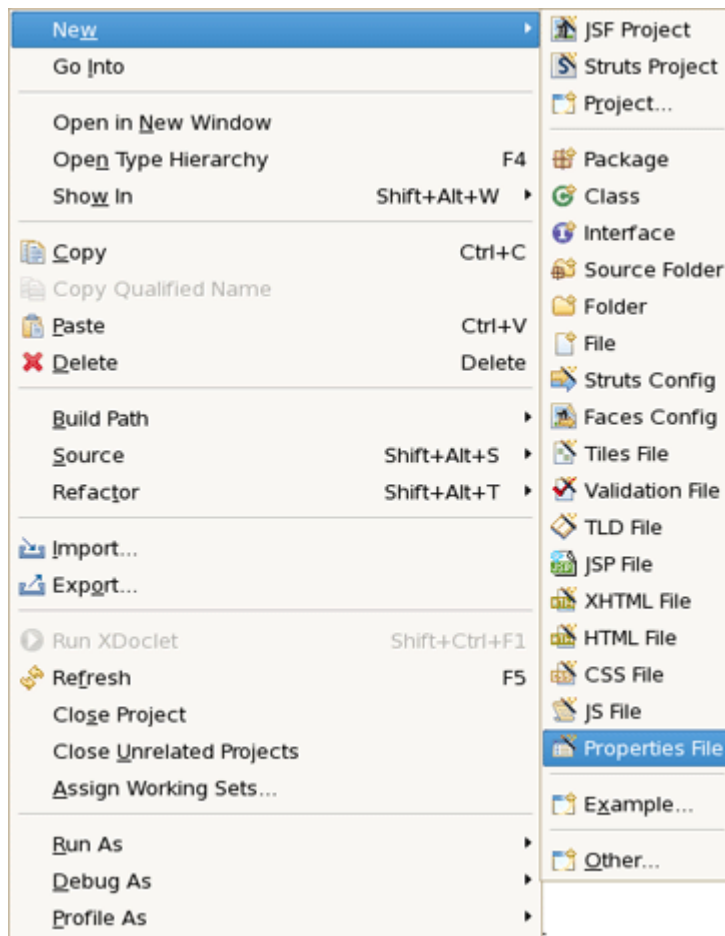 New
Go Into
Open in New Window
Open Type Hierarchy F4
Show In Shift+Alt+W
Copy Ctrl+C
Copy Qualified Name
Paste Ctrl+V
Delete Delete
Build Path
Source Shift+Alt+S
Refactor Shift+Alt+T
Import...
Export...
Run XDoclet Shift+Ctrl+F1
Refresh F5
Close Project
Close Unrelated Projects
Assign Working Sets...
Run As
Debug As
Profile As
JSF Project
Struts Project
Project...
Package
Class
Interface
Source Folder
Folder
File
Struts Config
Faces Config
Tiles File
Validation File
TLD File
JSP File
XHTML File
HTML File
CSS File
JS File
Properties File
Example...
Other...